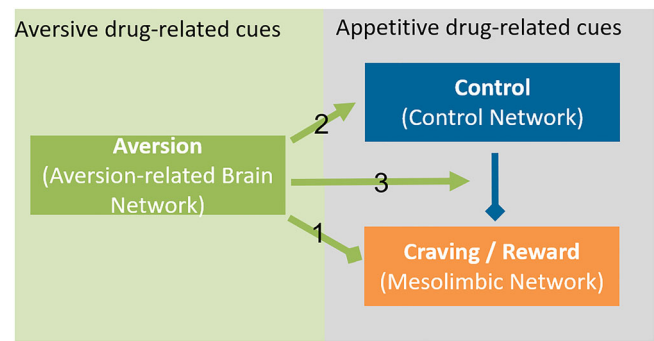 Aversive drug-related cues
Appetitive drug-related cues
Control
(Control Network)
2
Aversion
(Aversion-related Brain
Network)
3
1
Craving / Reward
(Mesolimbic Network)